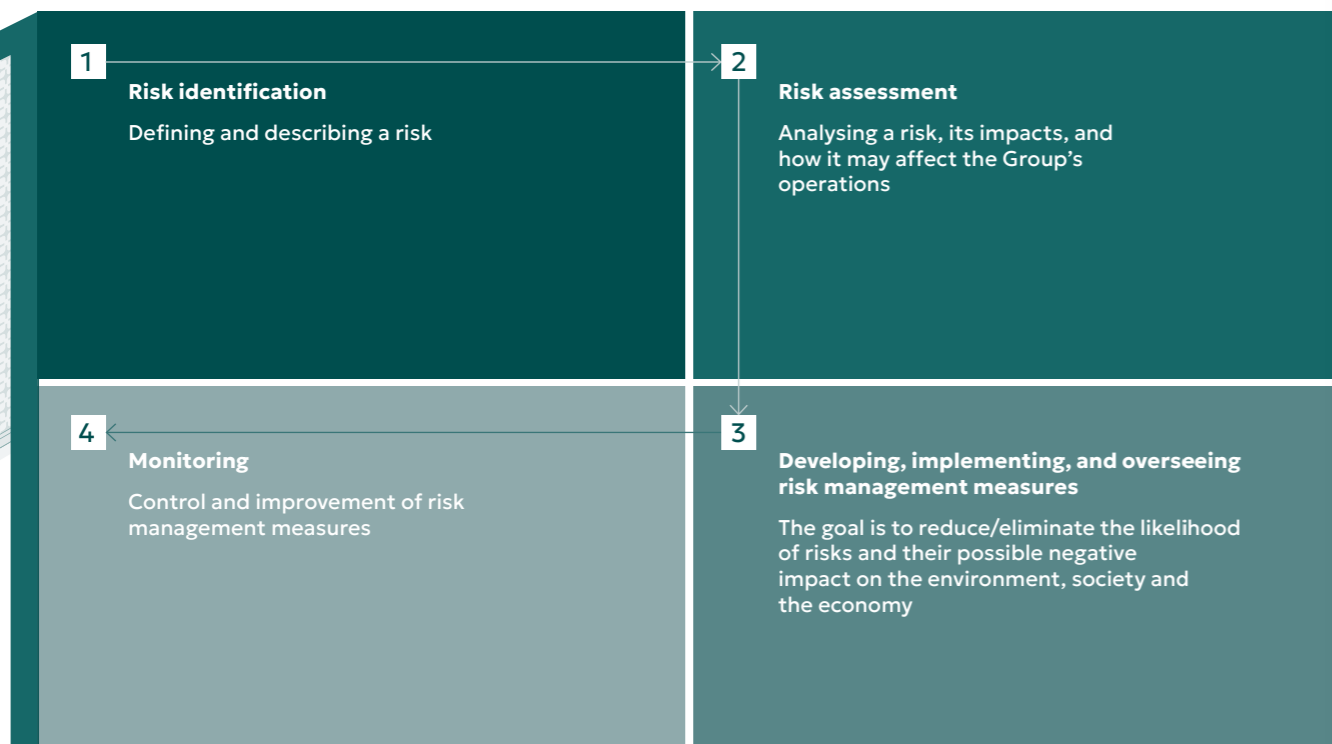 1
Risk identification
Defining and describing a risk
2
Risk assessment
Analysing a risk, its impacts, and
how it may affect the Group’s
operations
3
Developing, implementing, and overseeing
risk management measures
The goal is to reduce/eliminate the likelihood
of risks and their possible negative
impact on the environment, society and
the economy
4
Monitoring
Control and improvement of risk
management measures